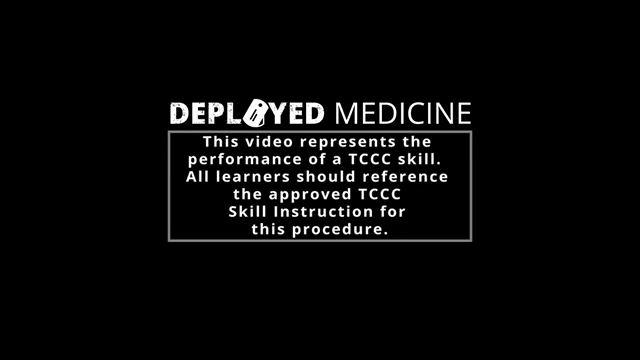 DEPLOYED MEDICINE
This video represents the
performance of a TCCC skill.
All learners should reference
the approved TCCC
Skill Instruction for
this procedure.